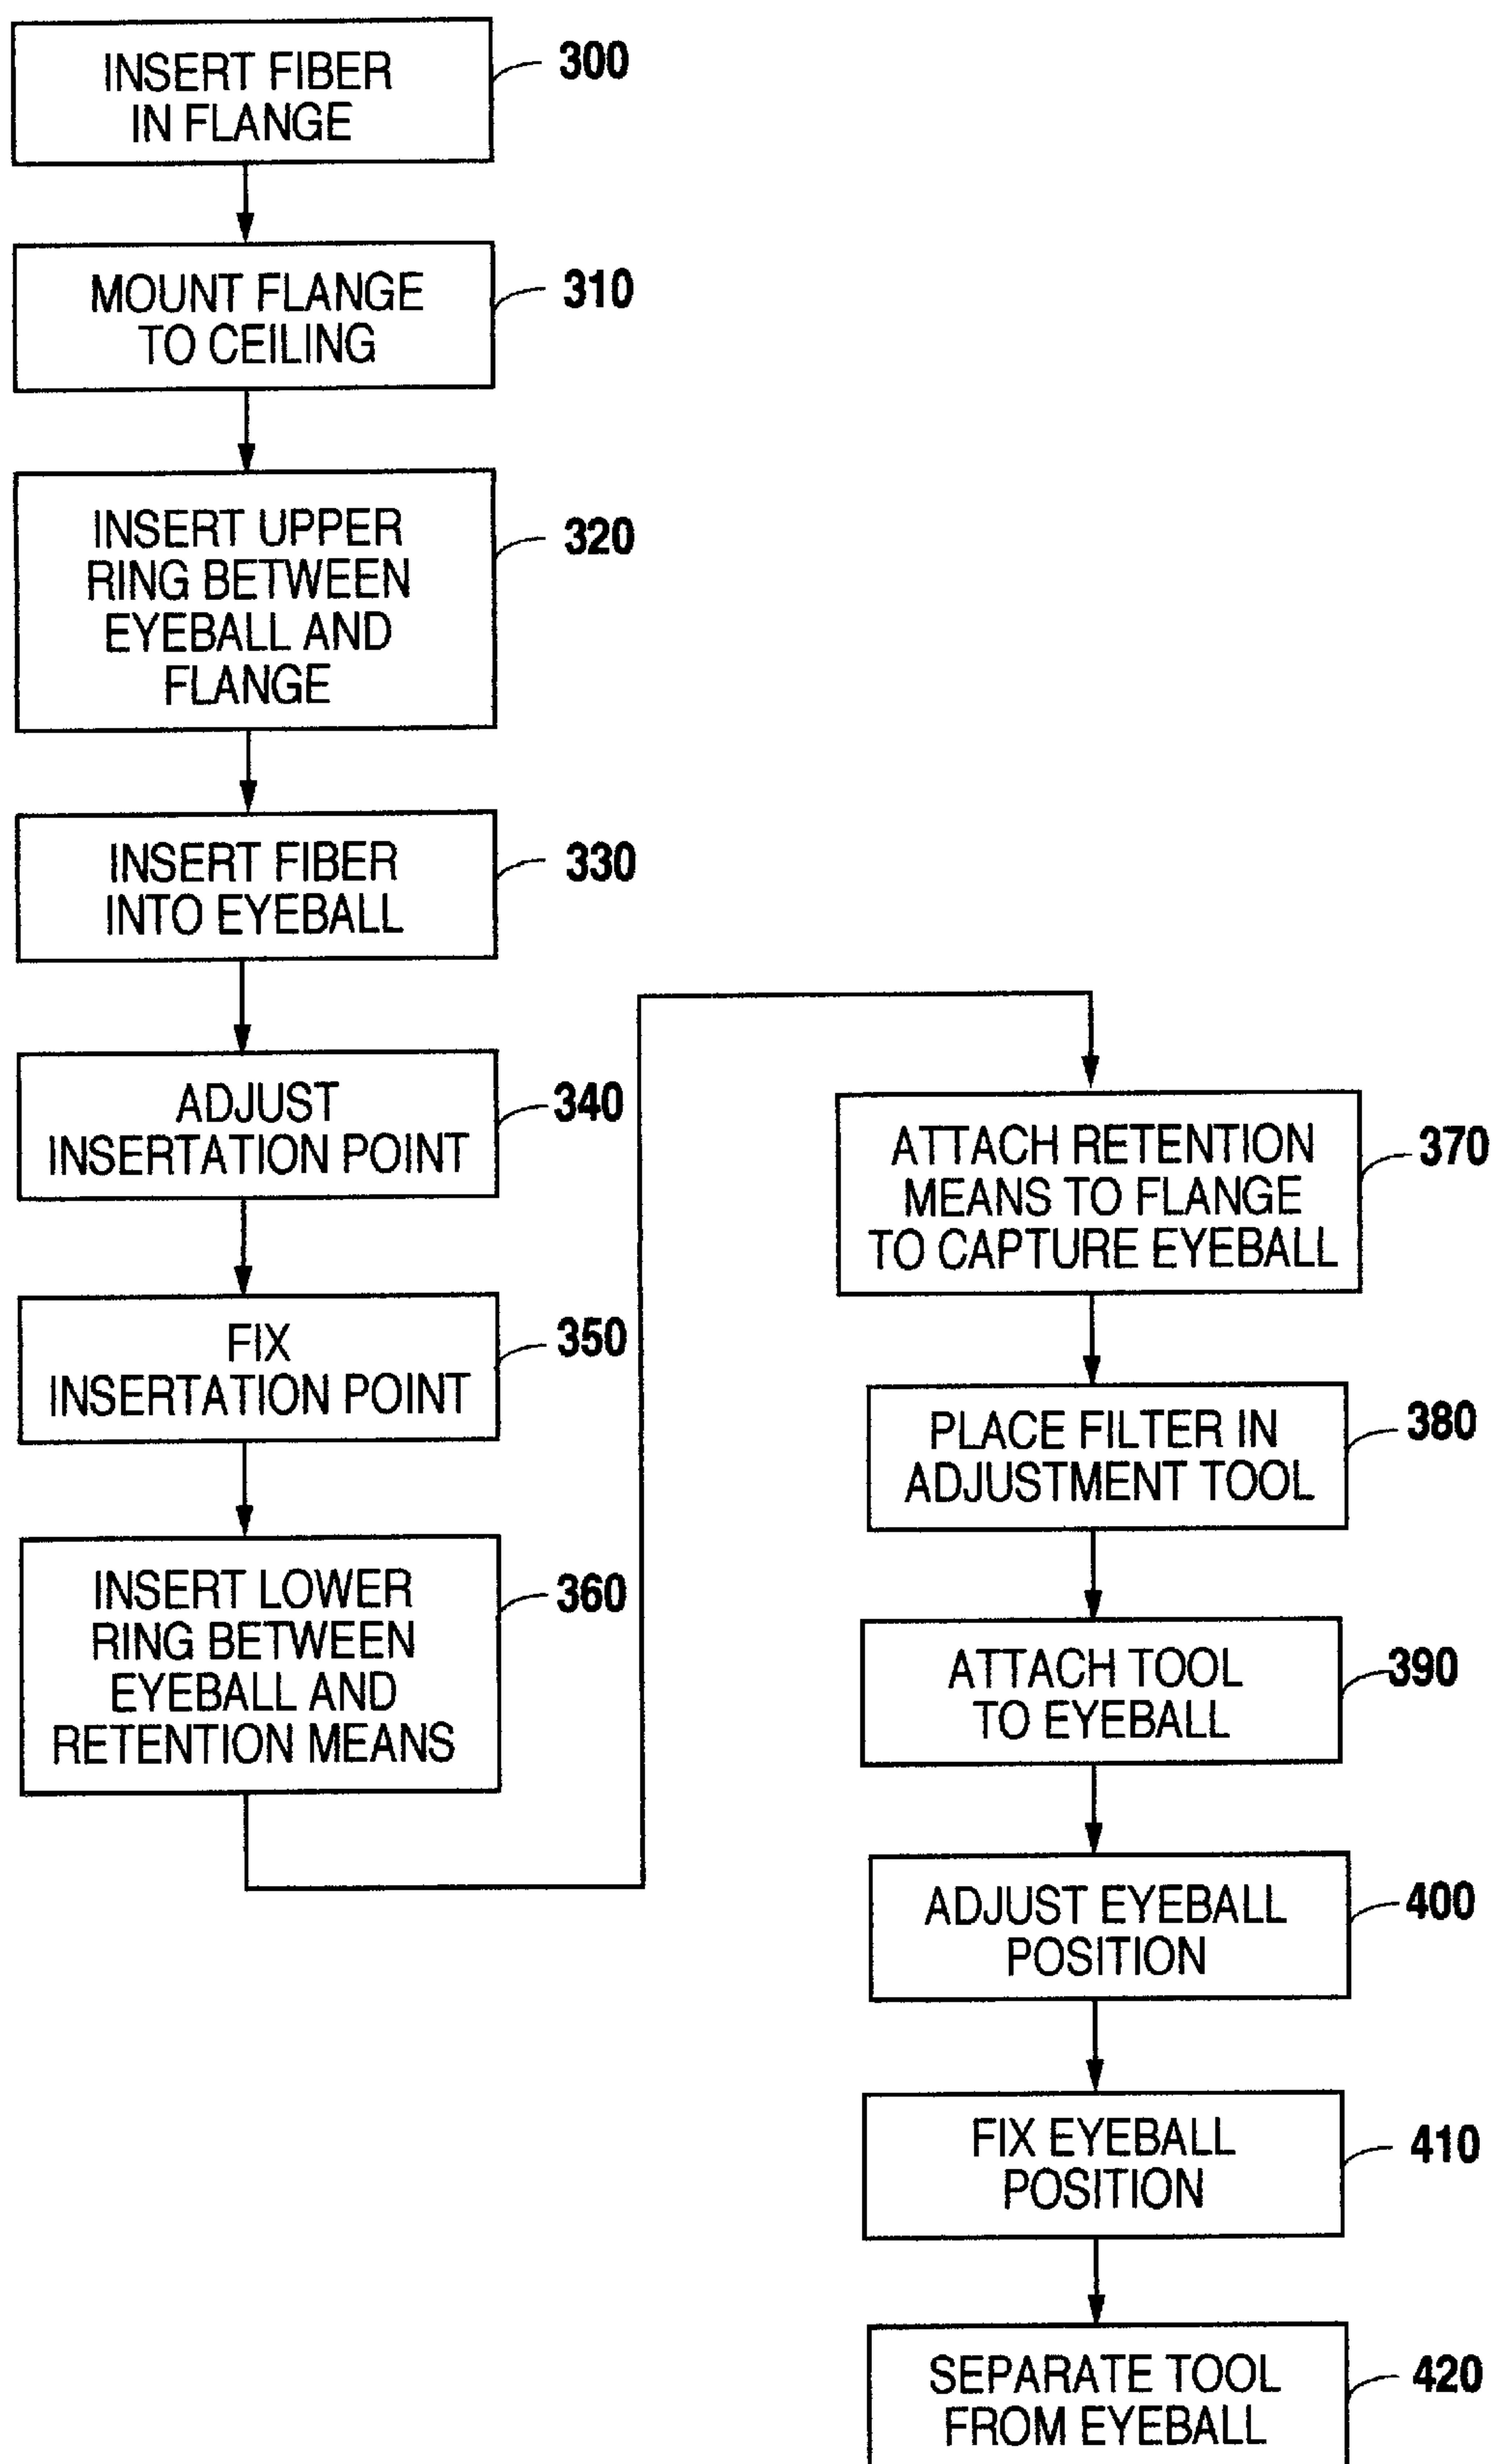 INSERT FIBER
IN FLANGE
300
MOUNT FLANGE
TO CEILING
310
INSERT UPPER
RING BETWEEN
EYEBALL AND
FLANGE
320
INSERT FIBER
INTO EYEBALL
330
ADJUST
INSERTATION POINT
340
FIX
INSERTATION POINT
350
INSERT LOWER
RING BETWEEN
EYEBALL AND
RETENTION MEANS
360
ATTACH RETENTION
MEANS TO FLANGE
TO CAPTURE EYEBALL
370
PLACE FILTER IN
ADJUSTMENT TOOL
380
ATTACH TOOL
TO EYEBALL
390
ADJUST EYEBALL
POSITION
400
FIX EYEBALL
POSITION
410
SEPARATE TOOL
FROM EYEBALL
420